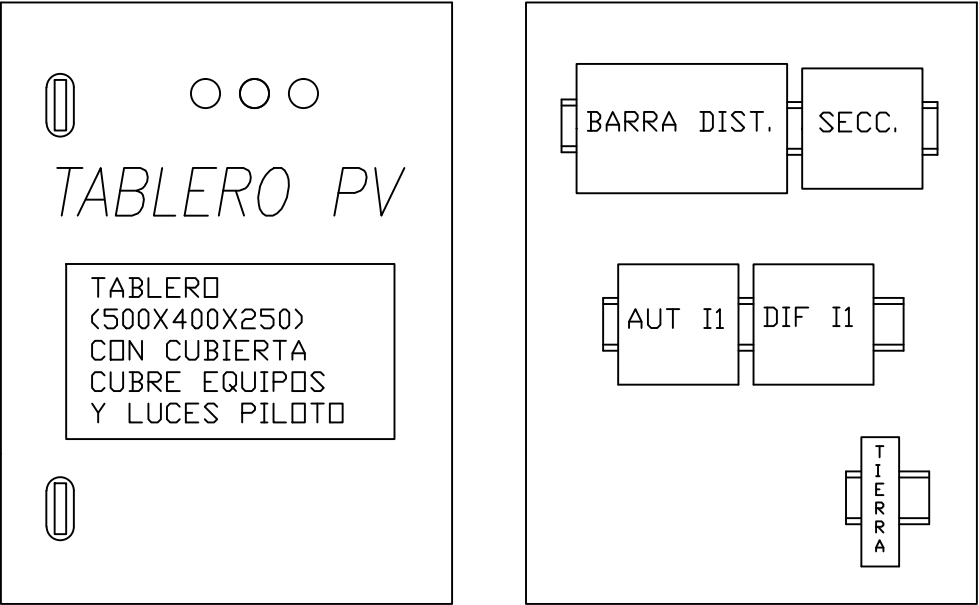 TABLERO PV
TABLERO
(500X400X250)
CON CUBIERTA
CUBRE EQUIPOS
Y LUCES PILOTO
BARRA DIST.
SECC.
AUT I1
DIF I1
TIERRA